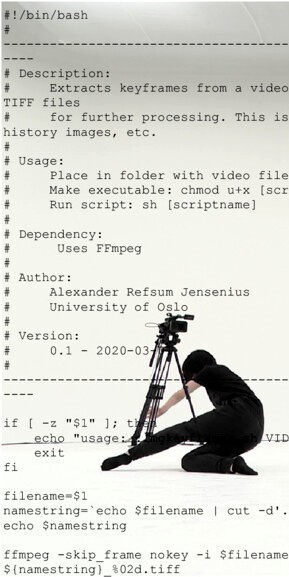 #!/bin/bash
#
---------------------------------------
----
# Description:
#     Extracts keyframes from a video
TIFF files
#     for further processing. This is
history images, etc.
#
# Usage:
#     Place in folder with video file
#     Make executable: chmod u+x [scr
#     Run script: sh [scriptname]
#
# Dependency:
#      Uses FFmpeg
#
# Author:
#     Alexander Refsum Jensenius
#     University of Oslo
#
# Version:
#     0.1 - 2020-03-
#
---------------------------------------
----
if [ -z "$1" ]; then
    echo "usage: sh VID
    exit
fi
filename=$1
namestring=`echo $filename | cut -d'.
echo $namestring
ffmpeg -skip_frame nokey -i $filename
${namestring}_%02d.tiff